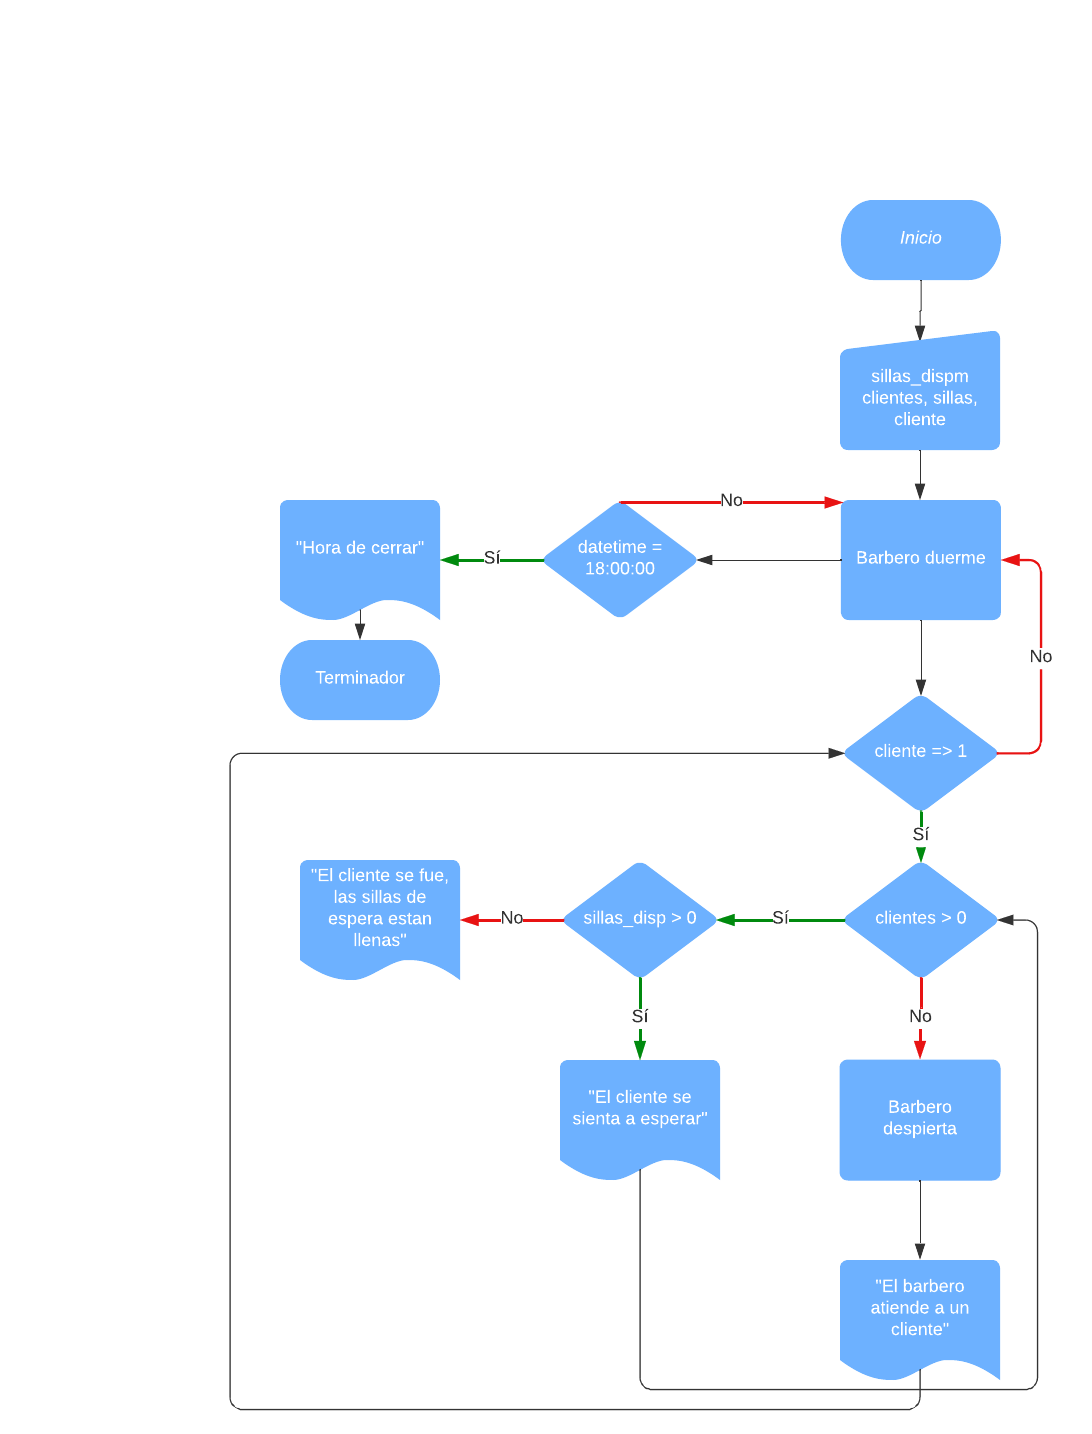 Inicio
sillas_dispm
clientes, sillas,
cliente
No
"Hora de cerrar"
Sí
datetime =
18:00:00
Barbero duerme
No
Terminador
cliente => 1
Sí
"El cliente se fue,
las sillas de
espera estan
llenas"
No
sillas_disp > 0
Sí
clientes > 0
Sí
No
"El cliente se
sienta a esperar"
Barbero
despierta
"El barbero
atiende a un
cliente"